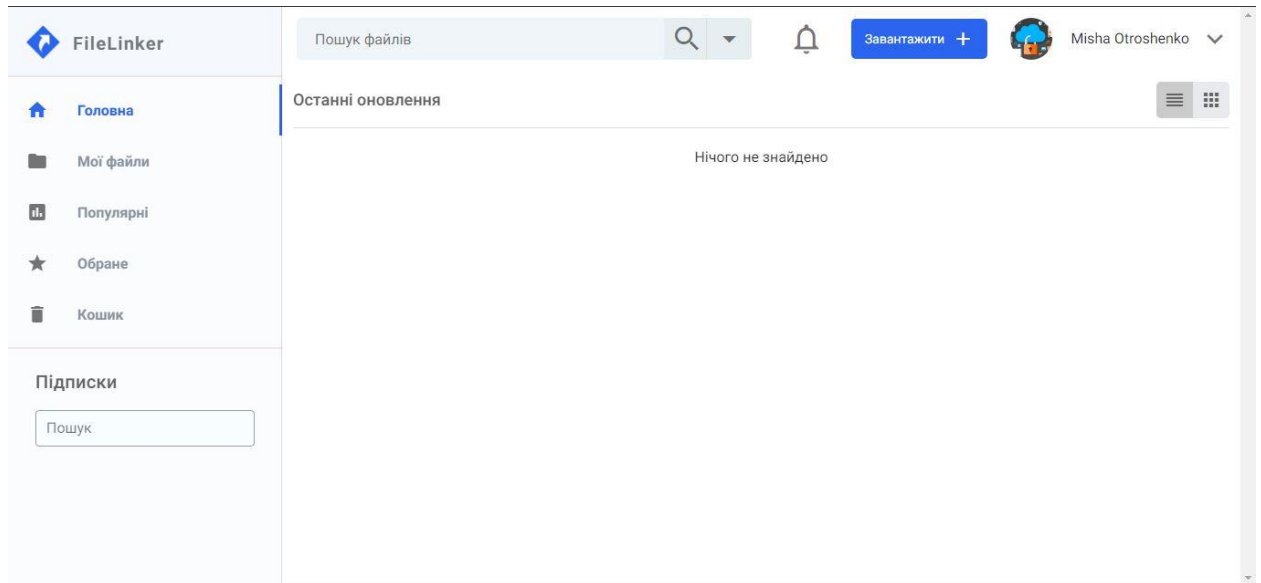 FileLinker
Пошук файлів
Завантажити
Misha Otroshenko
Головна
Мої файли
Популярні
Обране
Кошик
Підписки
Пошук
Останні оновлення
Нічого не знайдено